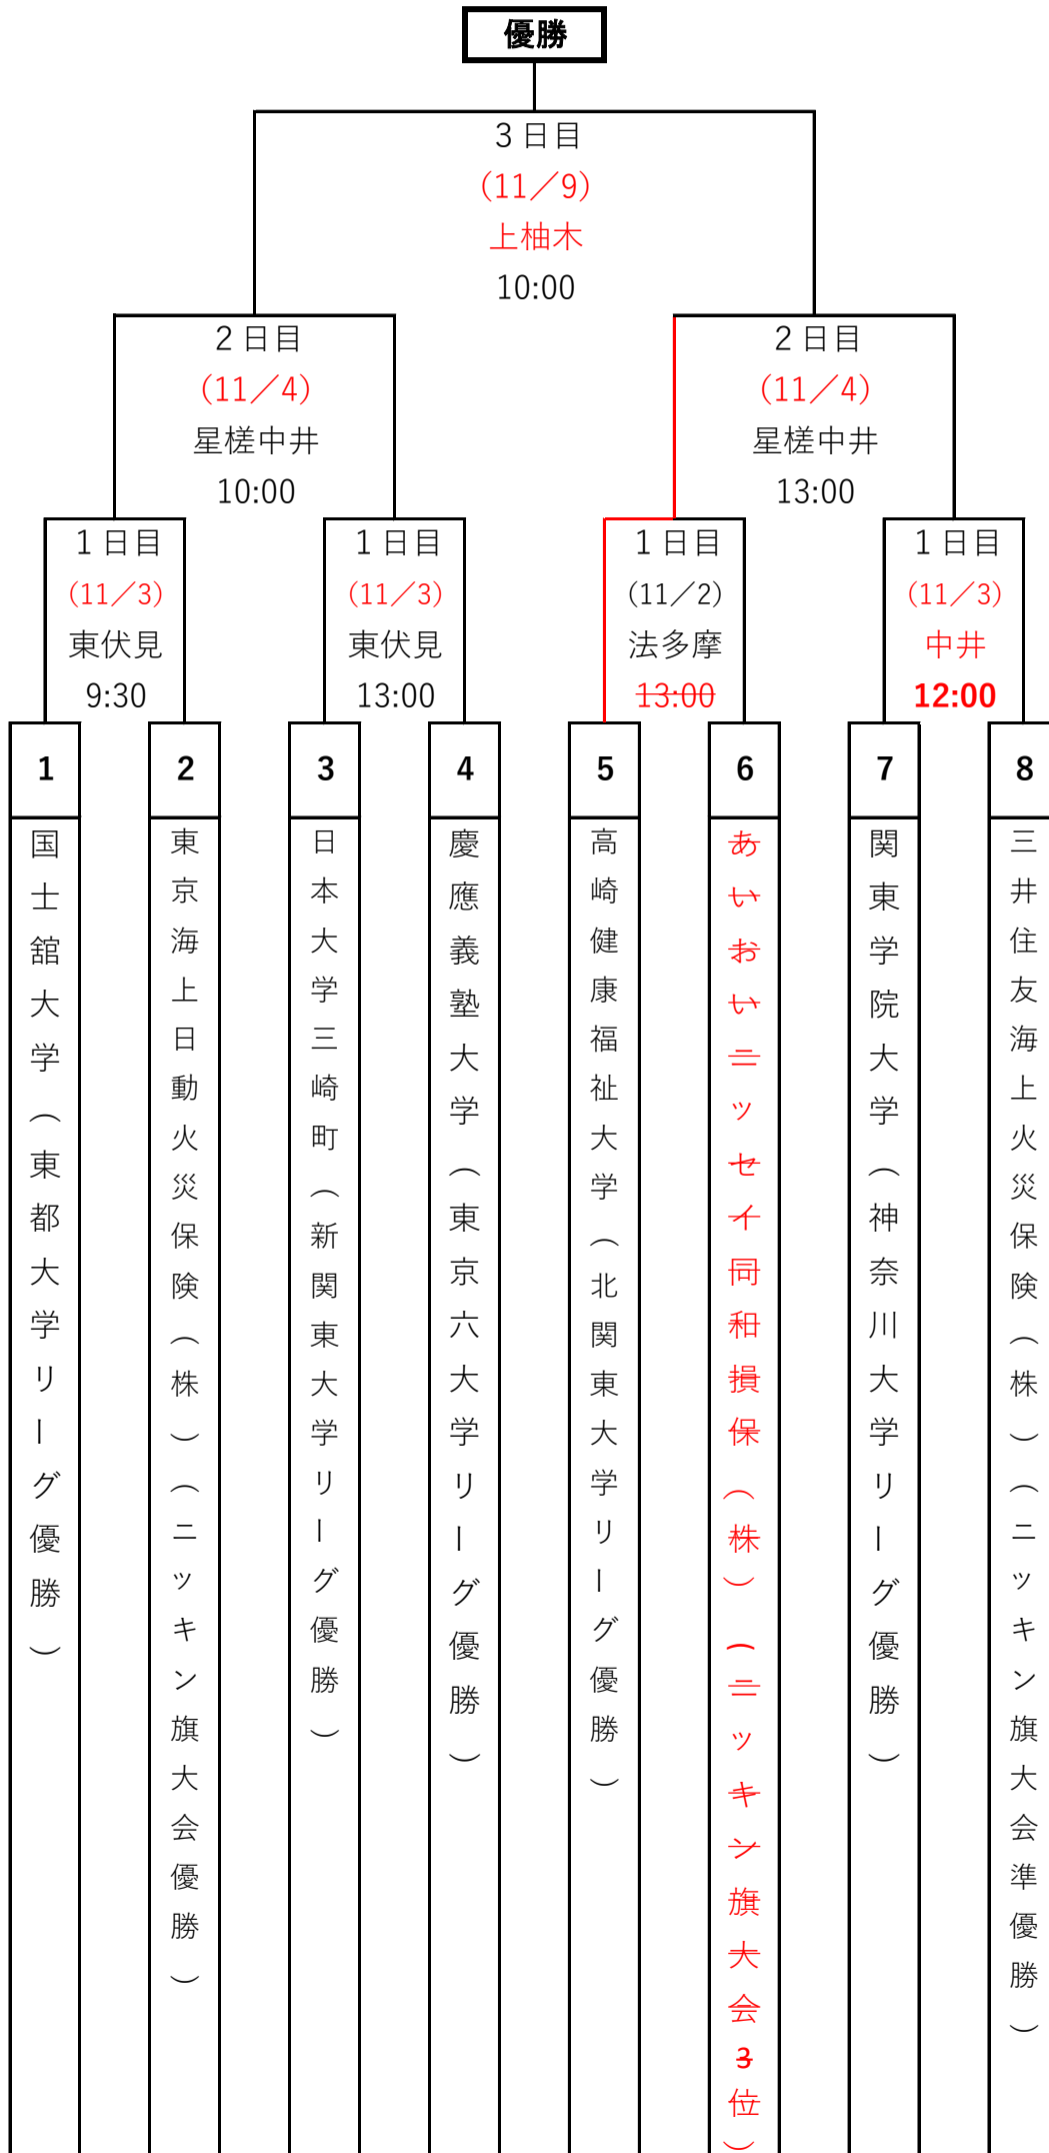 優勝
3日目
(11/9)
上柚木
10:00
2日目
(11/4)
星槎中井
10:00
2日目
(11/4)
星槎中井
13:00
1日目
(11/3)
東伏見
9:30
1日目
(11/3)
東伏見
13:00
1日目
(11/2)
法多摩
13:00
1日目
(11/3)
中井
12:00
1
国士舘大学(東都大学リーグ優勝)
2
東京海上日動火災保険(株)(ニッキン旗大会優勝)
3
日本大学三崎町(新関東大学リーグ優勝)
4
慶應義塾大学(東京六大学リーグ優勝)
5
高崎健康福祉大学(北関東大学リーグ優勝)
6
あいおいニッセイ同和損保(株)(ニッキン旗大会3位)
7
関東学院大学(神奈川大学リーグ優勝)
8
三井住友海上火災保険(株)(ニッキン旗大会準優勝)